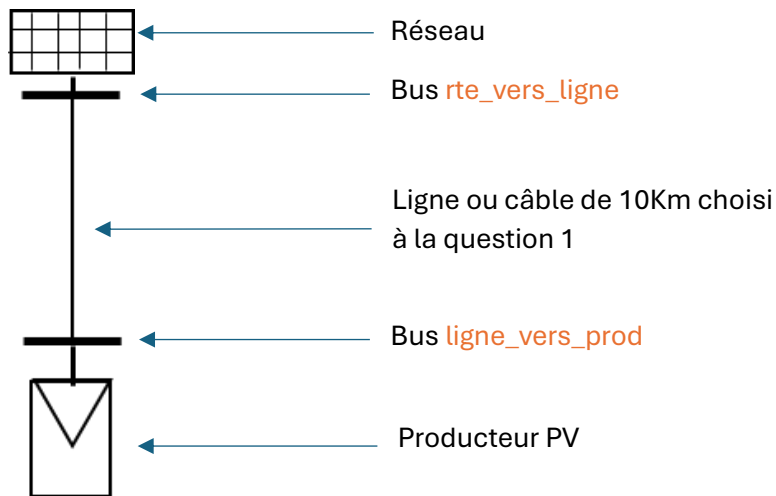 Réseau
Bus rte_vers_ligne
Ligne ou câble de 10Km choisi
à la question 1
Bus ligne_vers_prod
Producteur PV